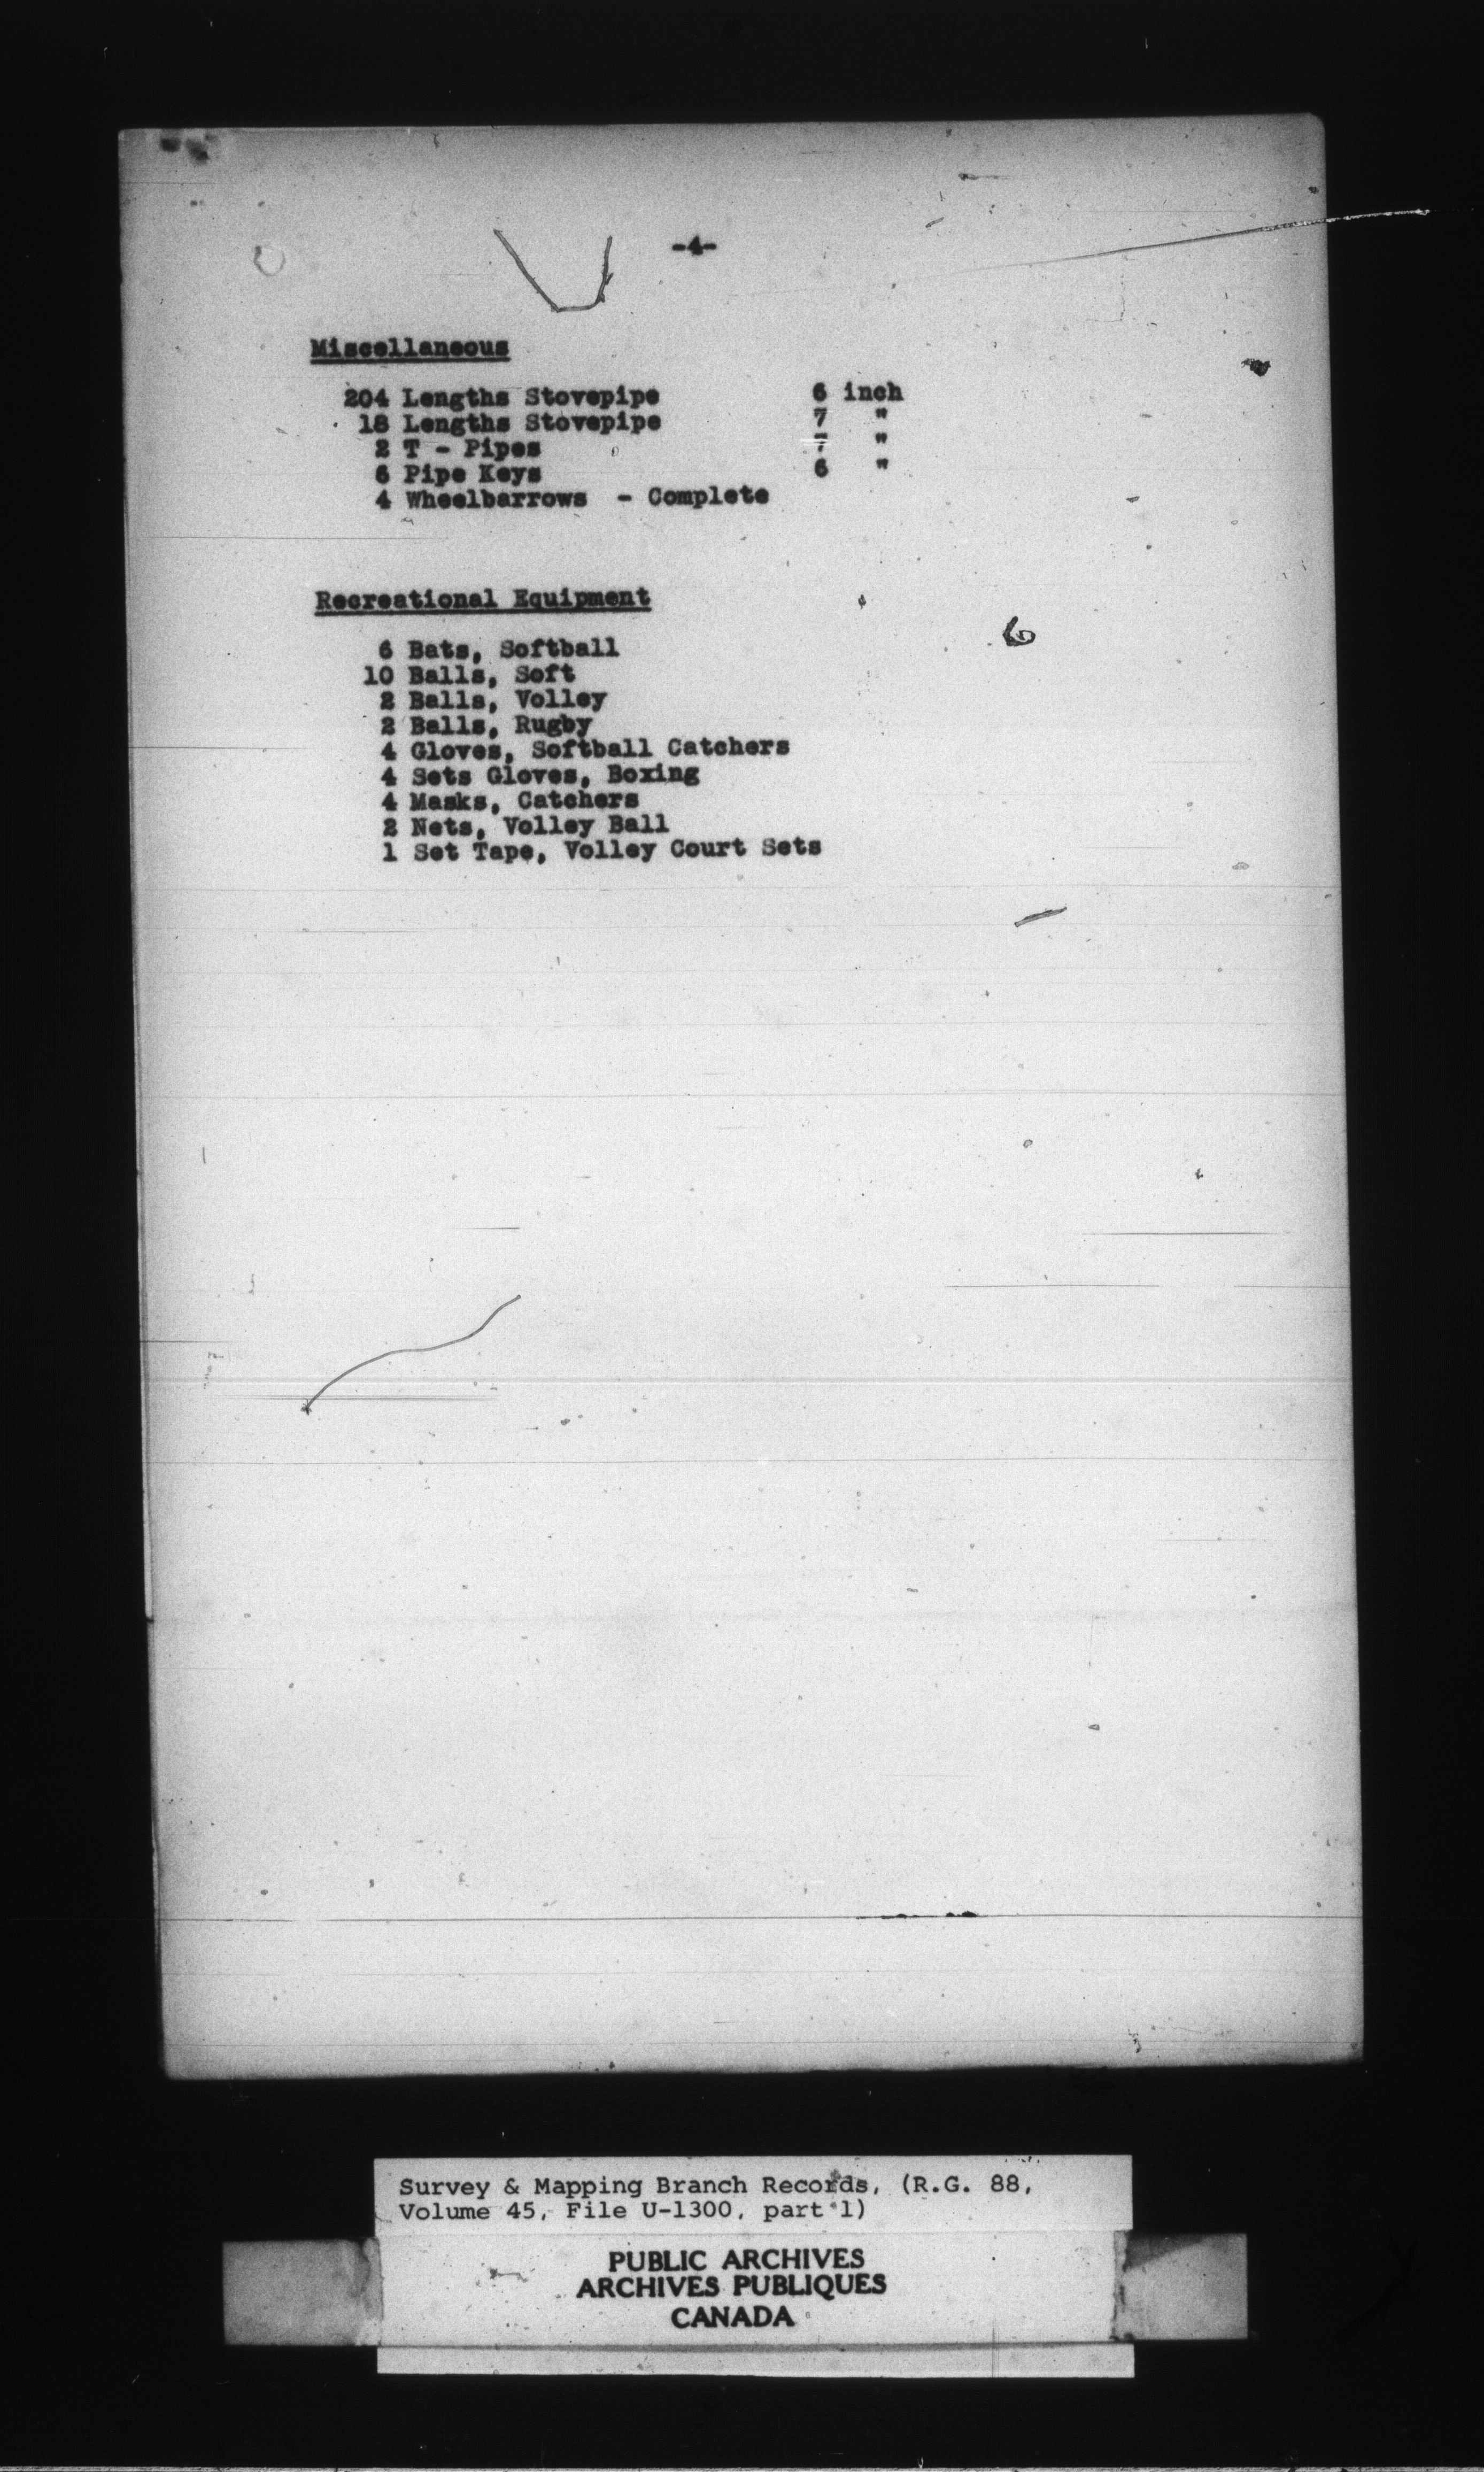 -4-
Miscellaneous
204 Lengths Stovepipe 6 inch
18 Lengths Stovepipe 7 "
2 T - Pipes 7 "
6 Pipe Keys 6 "
4 Wheelbarrows - Complete
Recreational Equipment
6 Bats, Softball
10 Balls, Soft
2 Balls, Volley
2 Balls, Rugby
4 Gloves, Softball Catchers
4 Sets Gloves, Boxing
4 Masks, Catchers
2 Nets, Volley Ball
1 Set Tape, Volley Court Sets
Survey & Mapping Branch Records, (R.G. 88,
Volume 45, File U-1300, part 1)
PUBLIC ARCHIVES
ARCHIVES PUBLIQUES
CANADA